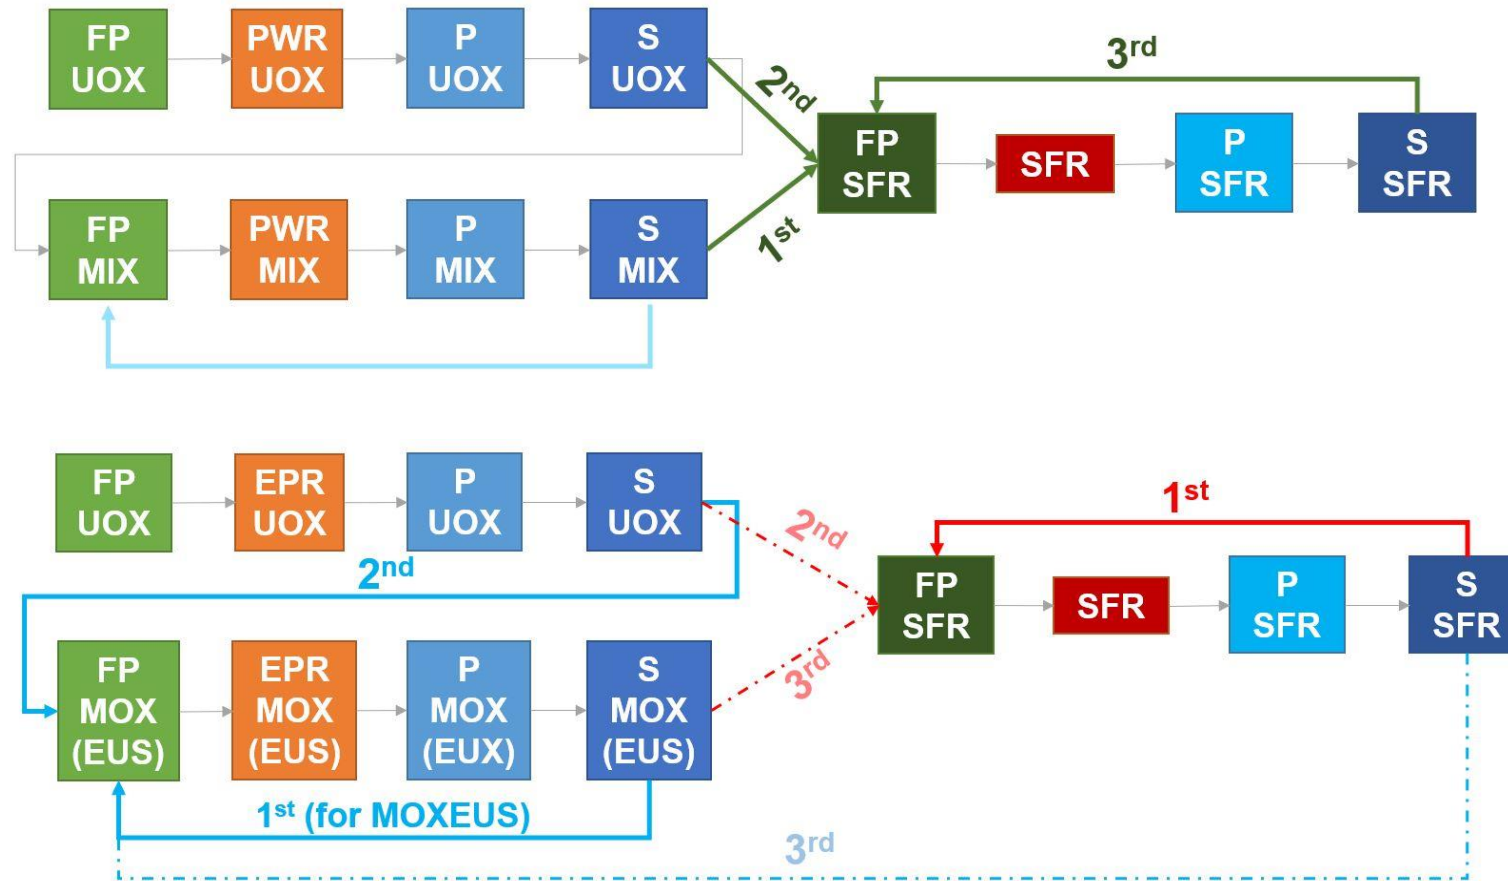 FP
UOX
PWR
UOX
P
UOX
S
UOX
2nd
3rd
FP
SFR
SFR
P
SFR
S
SFR
1st
FP
MIX
PWR
MIX
P
MIX
S
MIX
FP
UOX
EPR
UOX
P
UOX
S
UOX
2nd
2nd
1st
FP
SFR
SFR
P
SFR
S
SFR
3rd
FP
MOX
(EUS)
EPR
MOX
(EUS)
P
MOX
(EUX)
S
MOX
(EUS)
1st (for MOXEUS)
3rd